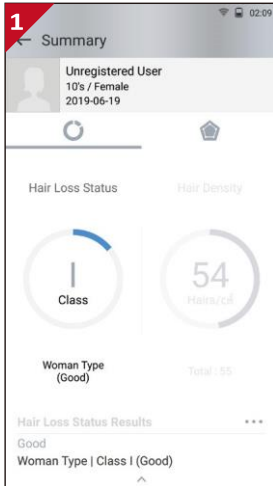 1
02:09
← Summary
Unregistered User
10's / Female
2019-06-19
Hair Loss Status
Hair Density
I
Class
54
Hairs/㎠
Woman Type
(Good)
Total : 55
Hair Loss Status Results
Good
Woman Type | Class I (Good)